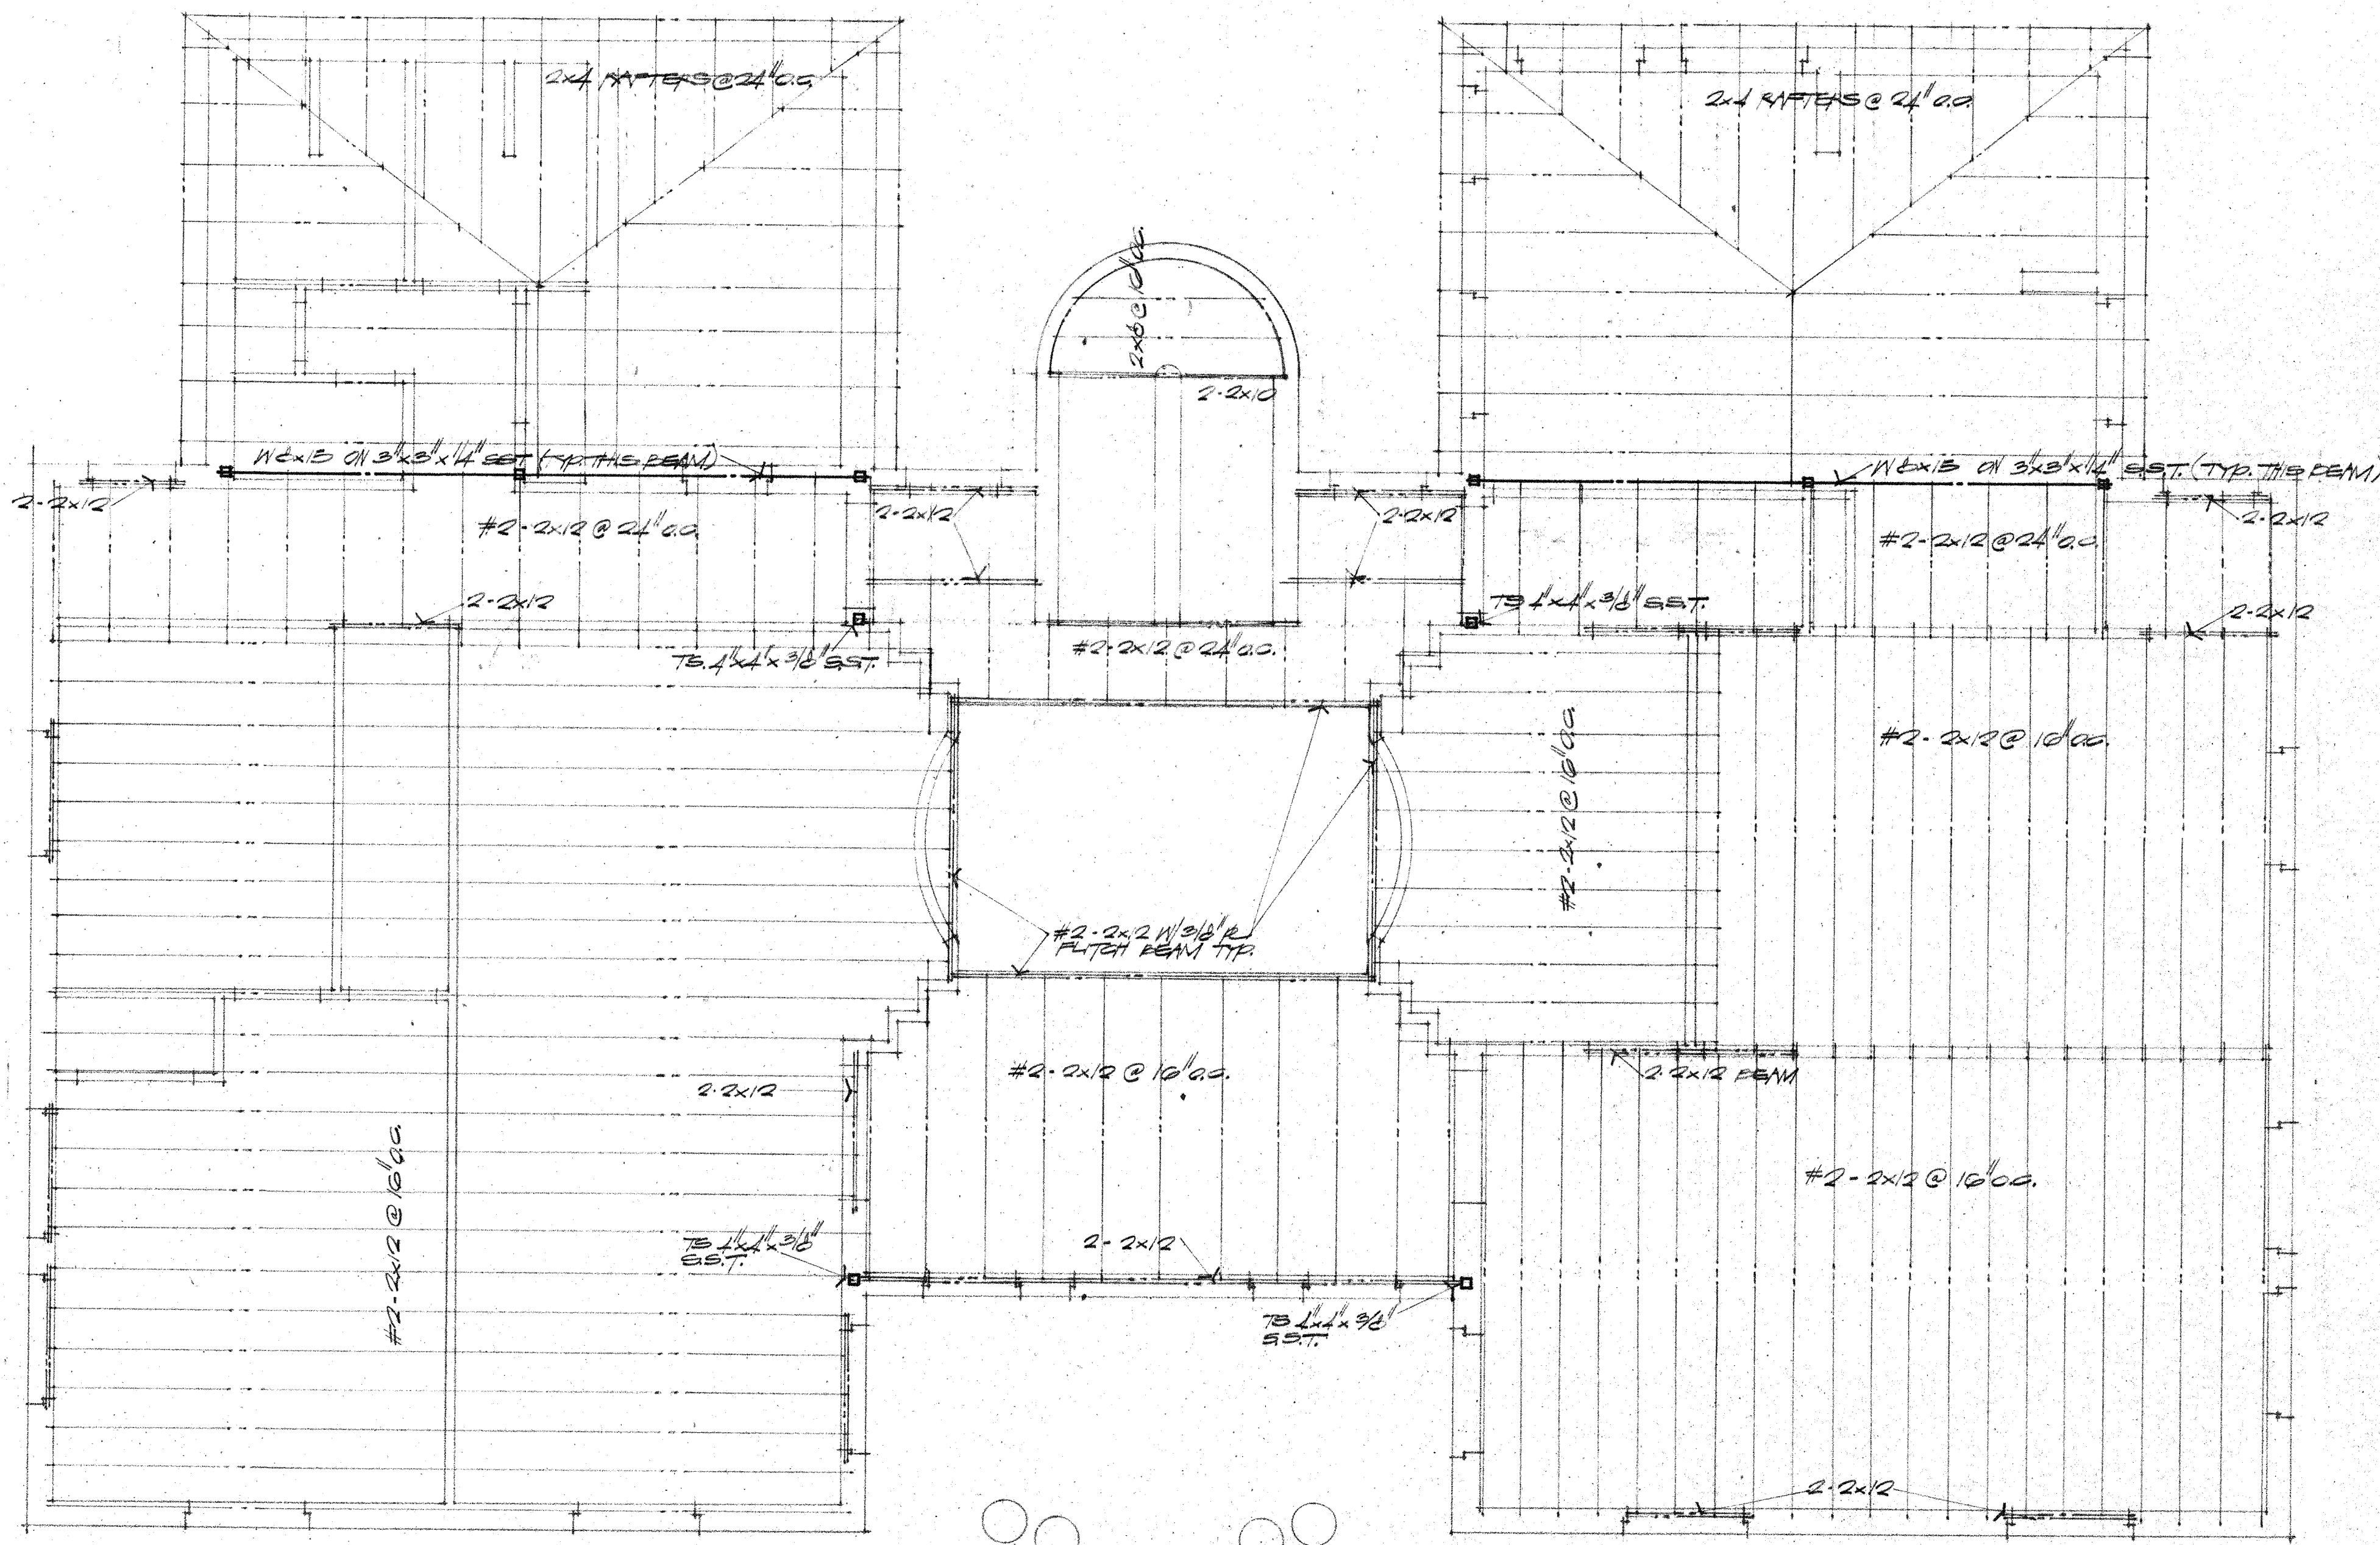 2x4 RAFTERS @ 24" O.C.
2x4 RAFTERS @ 24" O.C.
2x6 @ 16" O.C.
2-2x10
W8x15 ON 3"x3"x1/4" SST (TYP. THIS BEAM)
W8x15 ON 3"x3"x1/4" S.S.T. (TYP. THIS BEAM)
2-2x12
#2-2x12 @ 24" O.C.
2-2x12
2-2x12
#2-2x12 @ 24" O.C.
2-2x12
2-2x12
TS 4"x4"x3/8" S.S.T.
2-2x12
TS. 4"x4"x3/8" S.S.T.
#2-2x12 @ 24" O.C.
#2-2x12 @ 16" O.C.
#2-2x12 @ 16" O.C.
#2-2x12 W/3/8" PL
FLITCH BEAM TYP.
#2-2x12 @ 16" O.C.
2-2x12
2-2x12 BEAM
#2-2x12 @ 16" O.C.
#2-2x12 @ 16" O.C.
TS 4"x4"x3/8"
S.S.T.
2-2x12
TS 4"x4"x3/8"
S.S.T.
2-2x12